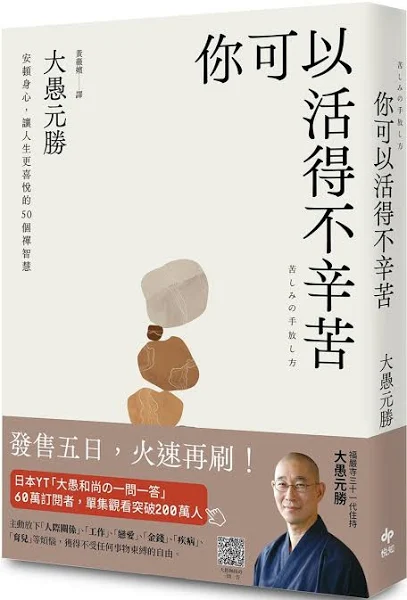 你可以活得不辛苦
苦しみの手放し方
大愚元勝
黃薇嬪——譯
安頓身心，讓人生更喜悅的50個禪智慧
發售五日，火速再刷！
日本YT「大愚和尚の一問一答」
60萬訂閱者，單集觀看突破200萬人
主動放下「人際關係」、「工作」、「戀愛」、「金錢」、「疾病」、
「育兒」等煩惱，獲得不受任何事物束縛的自由。
福嚴寺三十一代住持
大愚元勝
苦しみの手放し方
你可以活得不辛苦
大愚元勝
dp
悅知